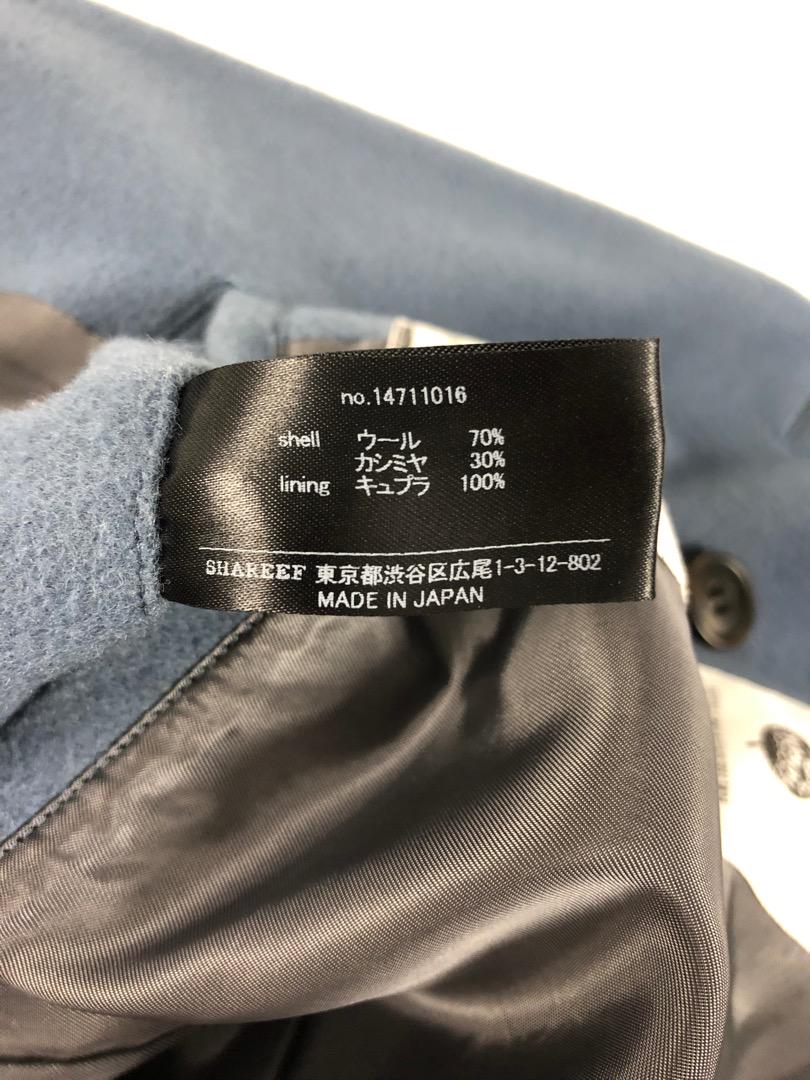 no.14711016
shell ウール 70%
カシミヤ 30%
lining キュプラ 100%
SHAREEF 東京都渋谷区広尾1-3-12-802
MADE IN JAPAN